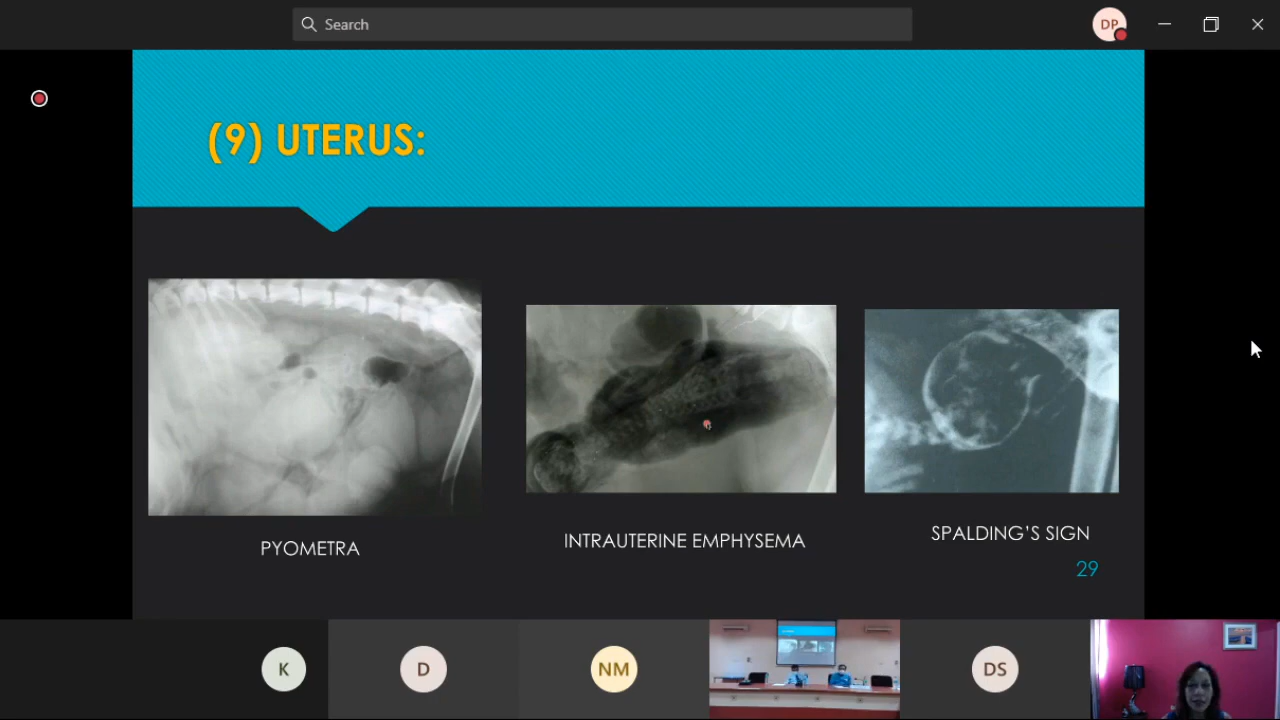 Search
DP
(9) UTERUS:
PYOMETRA
INTRAUTERINE EMPHYSEMA
SPALDING'S SIGN
29
K
D
NM
DS